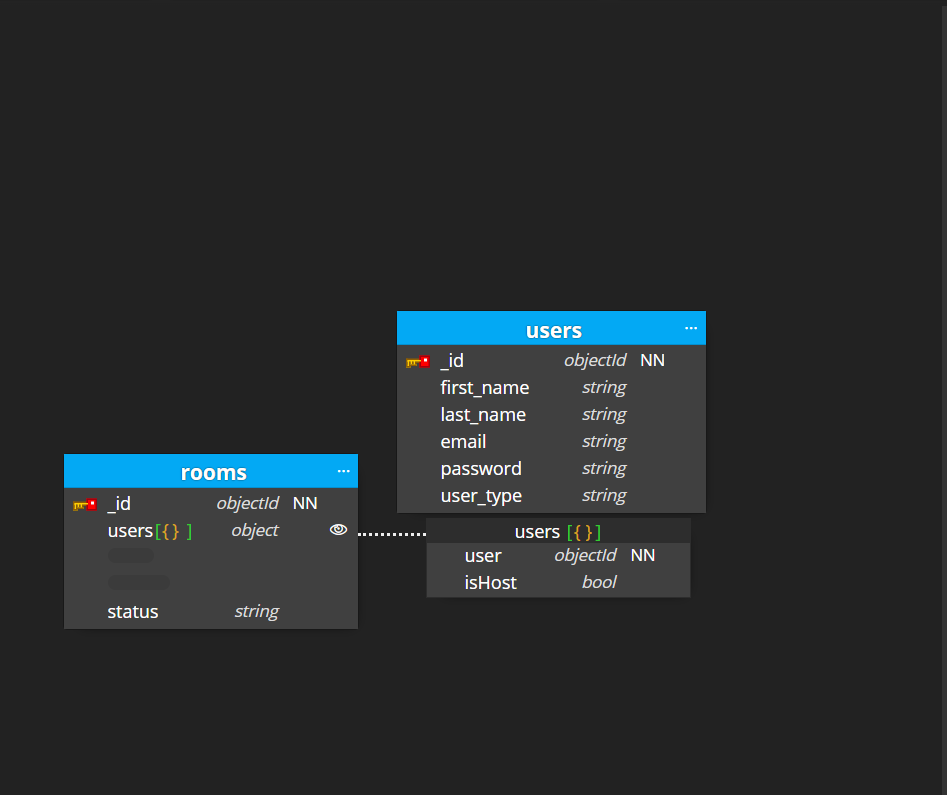 users ...
_id objectId NN
first_name string
last_name string
email string
password string
user_type string
rooms ...
_id objectId NN
users[{} ] object
status string
users [{ }]
user objectId NN
isHost bool